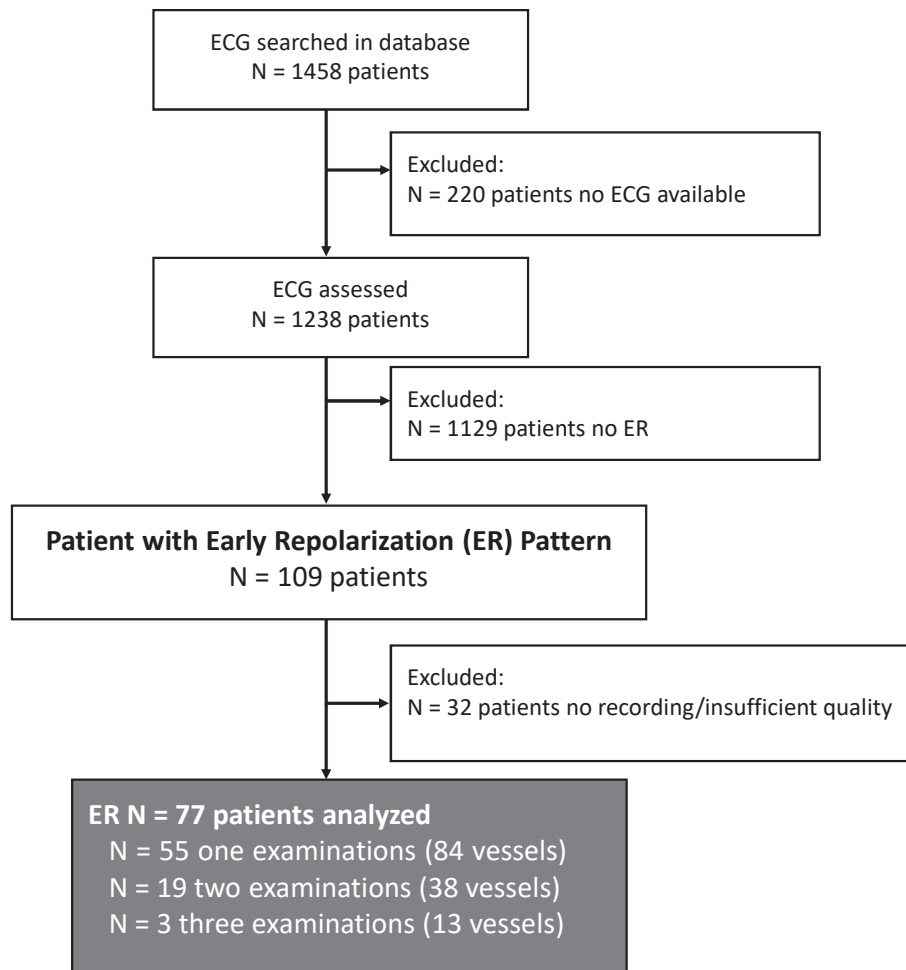 ECG searched in database
N = 1458 patients
Excluded:
N = 220 patients no ECG available
ECG assessed
N = 1238 patients
Excluded:
N = 1129 patients no ER
Patient with Early Repolarization (ER) Pattern
N = 109 patients
Excluded:
N = 32 patients no recording/insufficient quality
ER N = 77 patients analyzed
N = 55 one examinations (84 vessels)
N = 19 two examinations (38 vessels)
N = 3 three examinations (13 vessels)